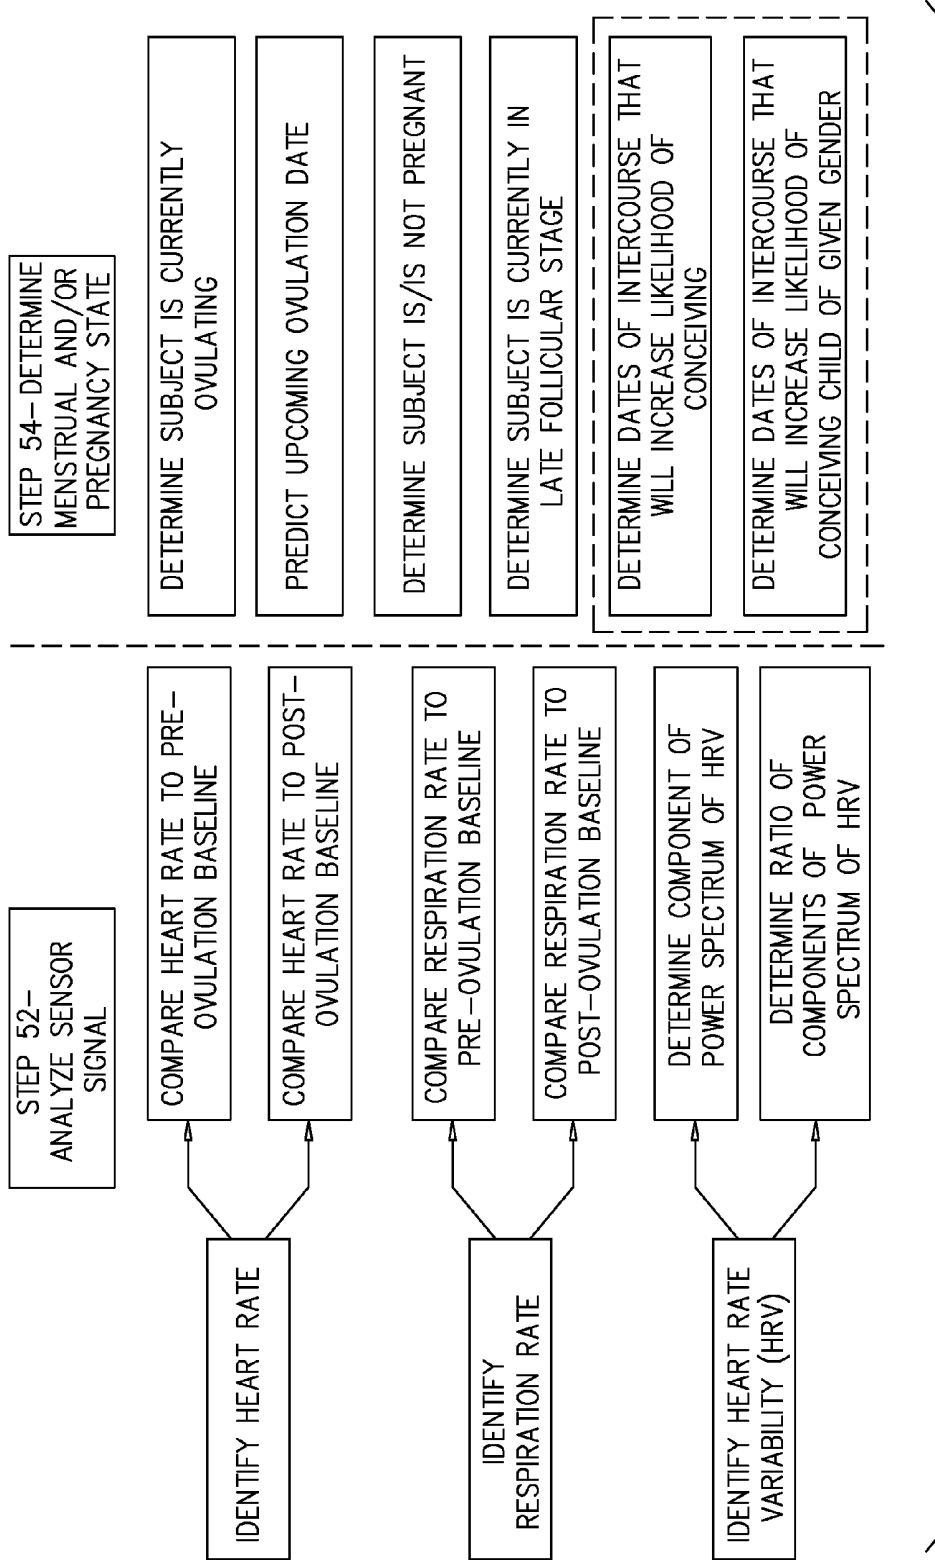 STEP 52–
ANALYZE SENSOR
SIGNAL
IDENTIFY HEART RATE
COMPARE HEART RATE TO PRE–
OVULATION BASELINE
COMPARE HEART RATE TO POST–
OVULATION BASELINE
IDENTIFY
RESPIRATION RATE
COMPARE RESPIRATION RATE TO
PRE–OVULATION BASELINE
COMPARE RESPIRATION RATE TO
POST–OVULATION BASELINE
IDENTIFY HEART RATE
VARIABILITY (HRV)
DETERMINE COMPONENT OF
POWER SPECTRUM OF HRV
DETERMINE RATIO OF
COMPONENTS OF POWER
SPECTRUM OF HRV
STEP 54–DETERMINE
MENSTRUAL AND/OR
PREGNANCY STATE
DETERMINE SUBJECT IS CURRENTLY
OVULATING
PREDICT UPCOMING OVULATION DATE
DETERMINE SUBJECT IS/IS NOT PREGNANT
DETERMINE SUBJECT IS CURRENTLY IN
LATE FOLLICULAR STAGE
DETERMINE DATES OF INTERCOURSE THAT
WILL INCREASE LIKELIHOOD OF
CONCEIVING
DETERMINE DATES OF INTERCOURSE THAT
WILL INCREASE LIKELIHOOD OF
CONCEIVING CHILD OF GIVEN GENDER